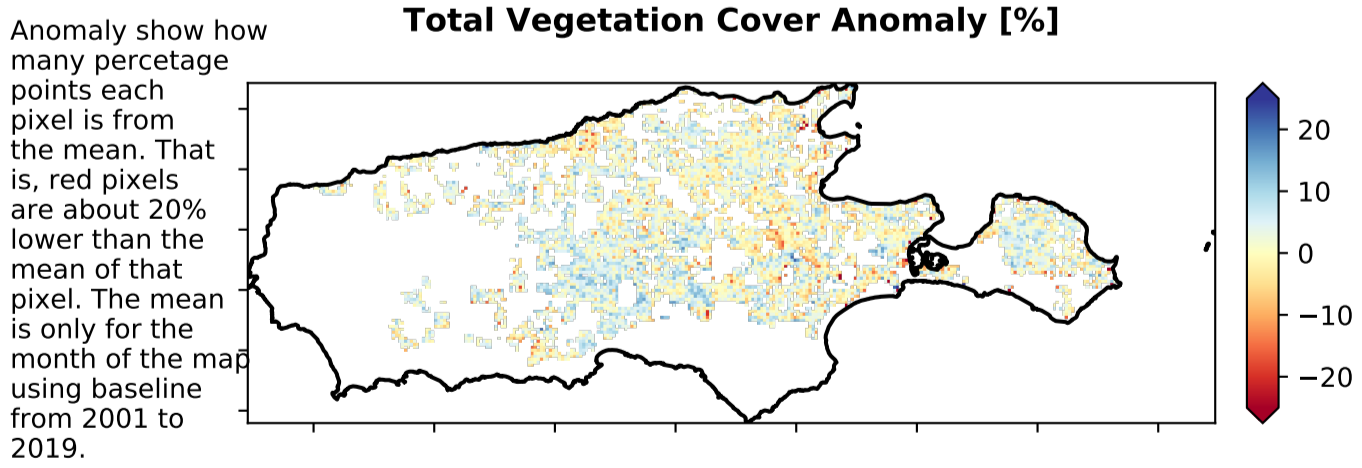 Total Vegetation Cover Anomaly [%]
Anomaly show how
many percetage
points each
pixel is from
the mean. That
is, red pixels
are about 20%
lower than the
mean of that
pixel. The mean
is only for the
month of the map
using baseline
from 2001 to
2019.
20
10
0
−10
−20